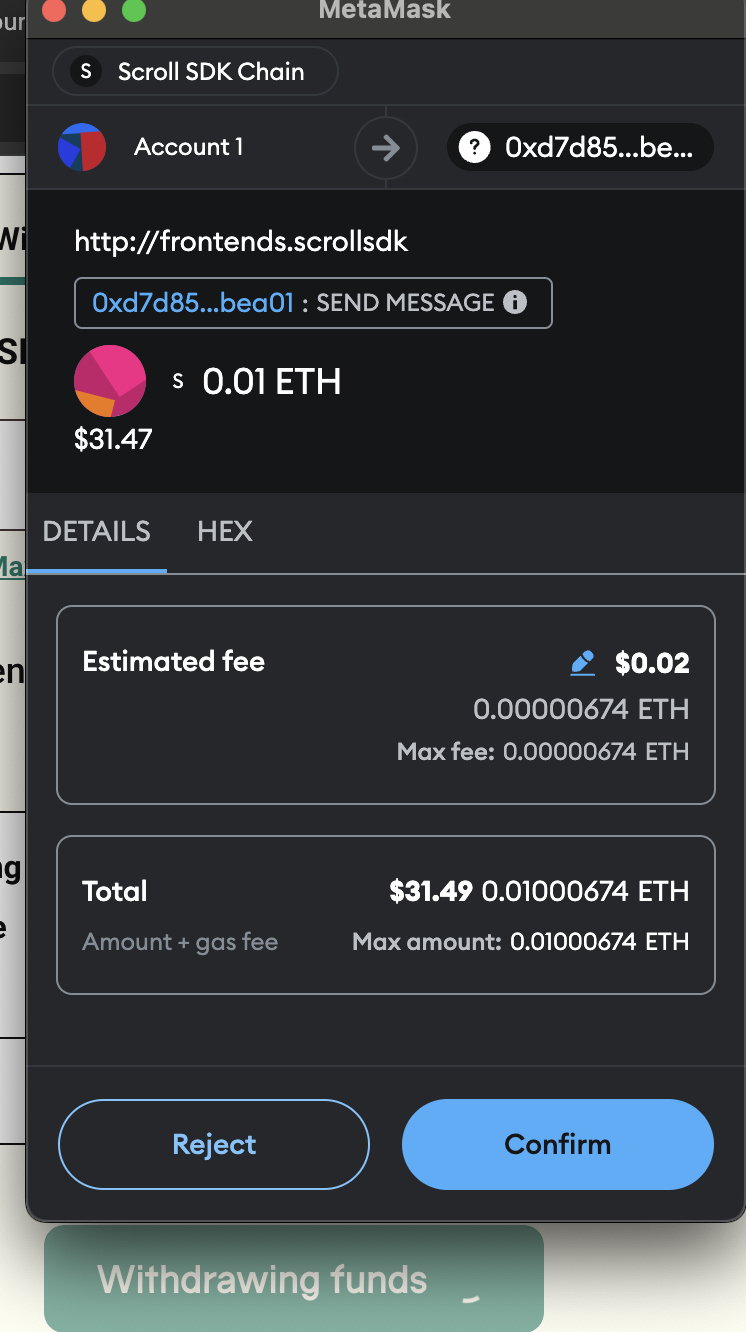 MetaMask
S Scroll SDK Chain
Account 1
? 0xd7d85...be...
http://frontends.scrollsdk
0xd7d85...bea01 : SEND MESSAGE
S 0.01 ETH
$31.47
DETAILS HEX
Estimated fee $0.02
0.00000674 ETH
Max fee: 0.00000674 ETH
Total $31.49 0.01000674 ETH
Amount + gas fee Max amount: 0.01000674 ETH
Reject Confirm
Withdrawing funds